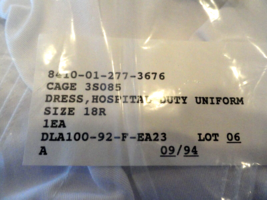 8410-01-277-3676
CAGE 3S085
DRESS,HOSPITAL DUTY UNIFORM
SIZE 18R
1EA
DLA100-92-F-EA23 LOT 06
A 09/94